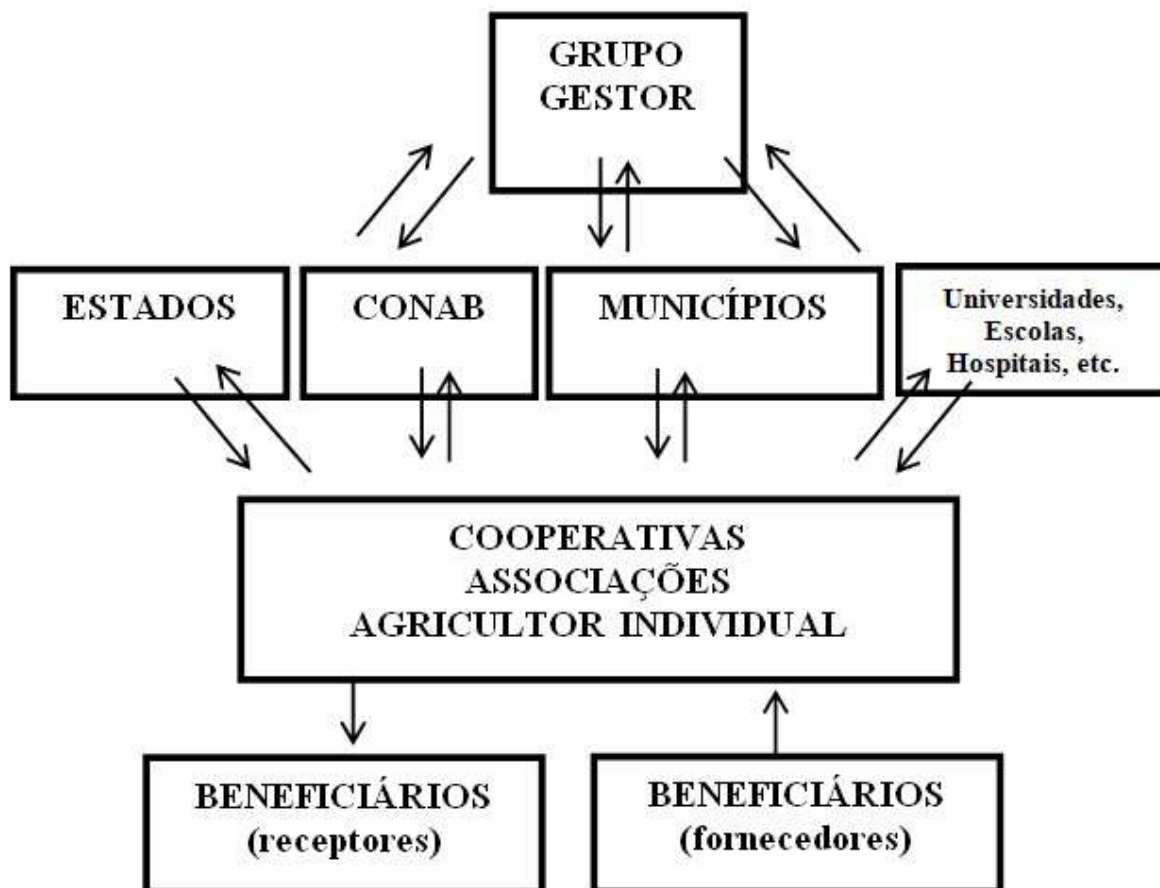 GRUPO
GESTOR
ESTADOS
CONAB
MUNICÍPIOS
Universidades,
Escolas,
Hospitais, etc.
COOPERATIVAS
ASSOCIAÇÕES
AGRICULTOR INDIVIDUAL
BENEFICIÁRIOS
(receptores)
BENEFICIÁRIOS
(fornecedores)